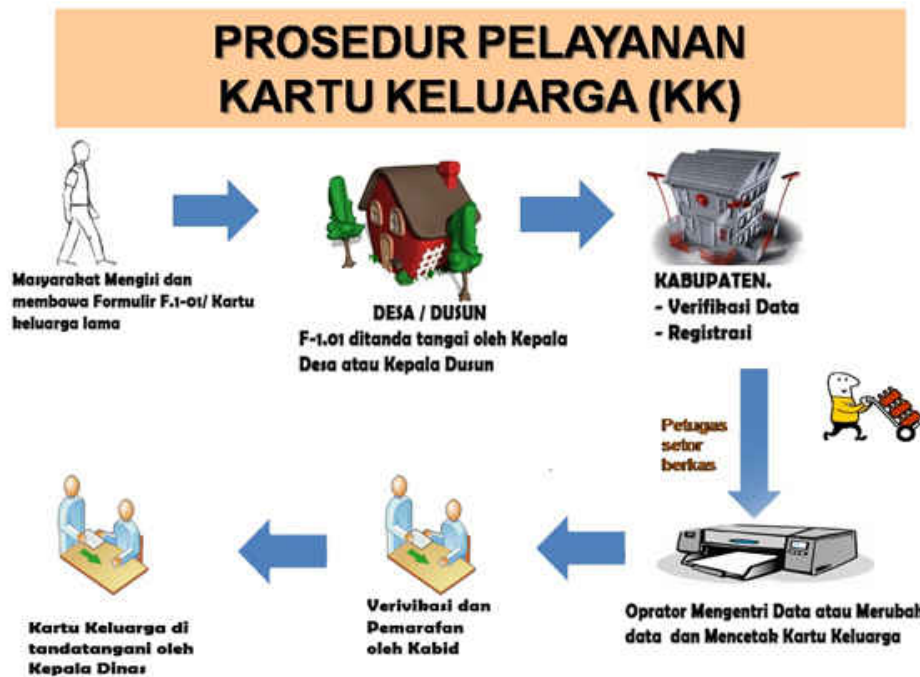 PROSEDUR PELAYANAN
KARTU KELUARGA (KK)
Masyarakat Mengisi dan
membawa Formulir F.1-01/ Kartu
keluarga lama
DESA / DUSUN
F-1.01 ditanda tangai oleh Kepala
Desa atau Kepala Dusun
KABUPATEN.
- Verifikasi Data
- Registrasi
Petugas
setor
berkas
Oprator Mengentri Data atau Merubah
data dan Mencetak Kartu Keluarga
Verivikasi dan
Pemarafan
oleh Kabid
Kartu Keluarga di
tandatangani oleh
Kepala Dinas